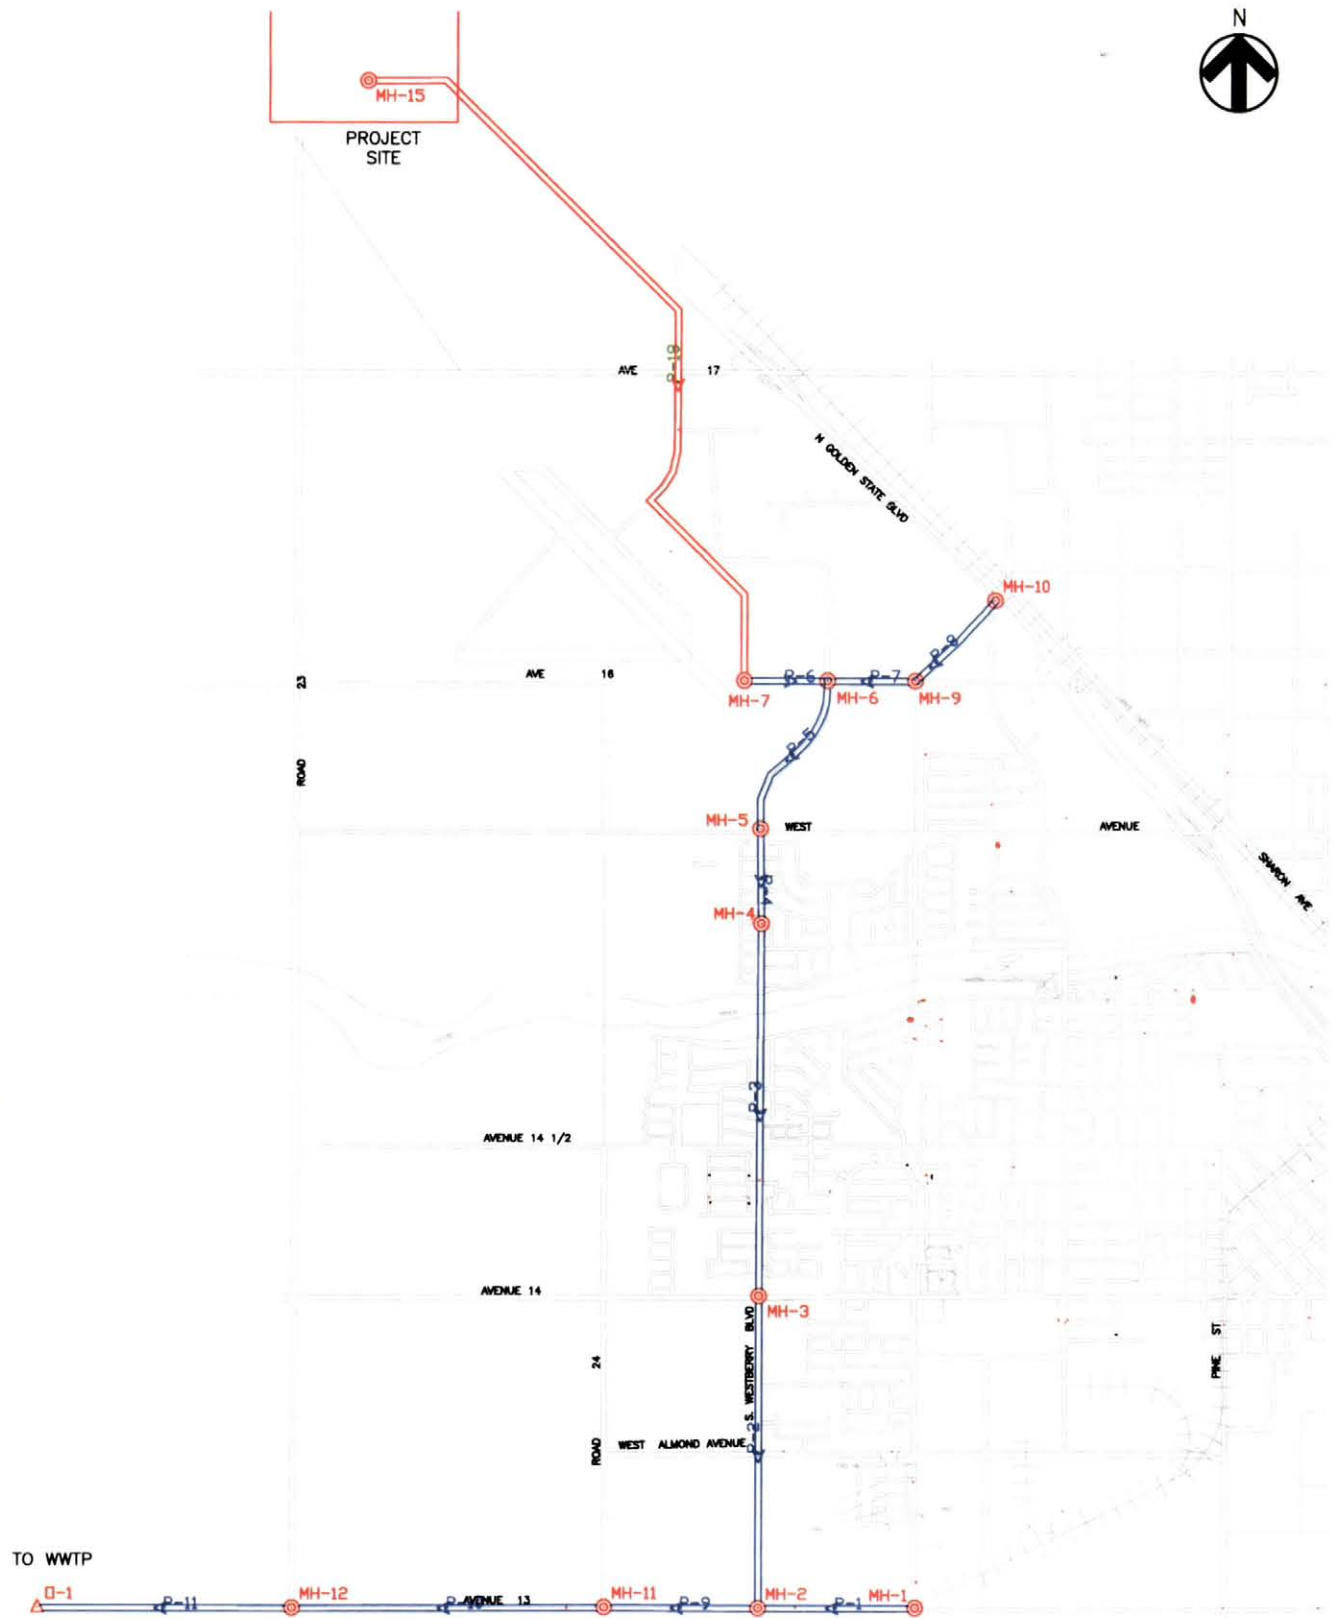 N
MH-15
PROJECT
SITE
P-18
AVE 17
N GOLDEN STATE BLVD
MH-10
AVE 16
P-6
P-7
MH-7
MH-6
MH-9
P-5
ROAD 23
MH-5
WEST AVENUE
SHARON AVE
P-4
MH-4
P-3
AVENUE 14 1/2
AVENUE 14
MH-3
S. WESTBERRY BLVD
PINE ST
ROAD 24
WEST ALMOND AVENUE
P-2
TO WWTP
O-1
P-11
MH-12
AVENUE 13
MH-11
P-9
MH-2
P-1
MH-1